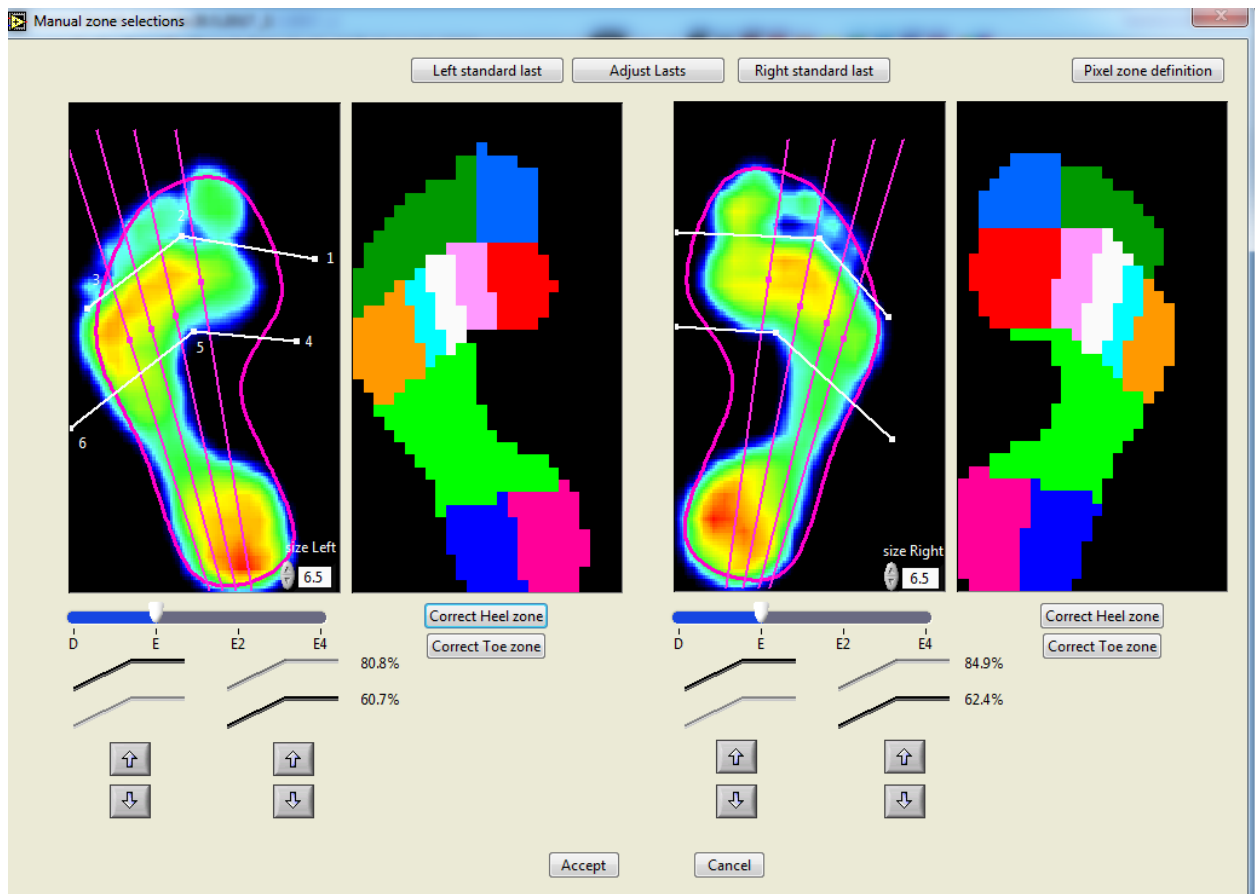 Manual zone selections
Left standard last
Adjust Lasts
Right standard last
Pixel zone definition
2
1
3
5
4
6
size Left
6.5
size Right
6.5
D E E2 E4
Correct Heel zone
Correct Toe zone
80.8%
60.7%
D E E2 E4
Correct Heel zone
Correct Toe zone
84.9%
62.4%
Accept
Cancel